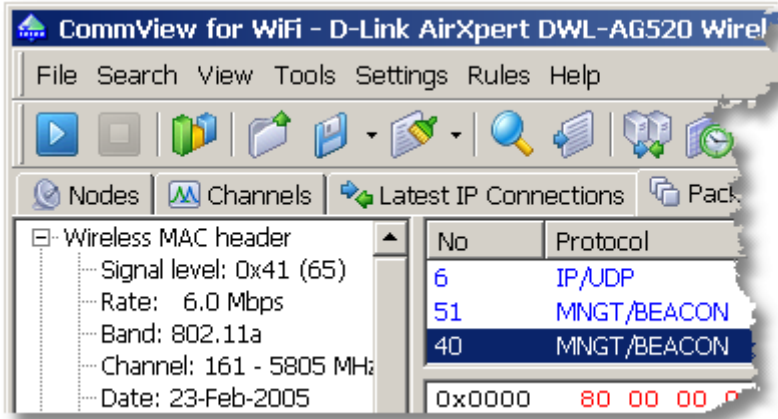 CommView for WiFi - D-Link AirXpert DWL-AG520 Wirel
File Search View Tools Settings Rules Help
Nodes Channels Latest IP Connections Pack
Wireless MAC header
Signal level: 0x41 (65)
Rate: 6.0 Mbps
Band: 802.11a
Channel: 161 - 5805 MHz
Date: 23-Feb-2005
No Protocol
6 IP/UDP
51 MNGT/BEACON
40 MNGT/BEACON
0x0000 80 00 00